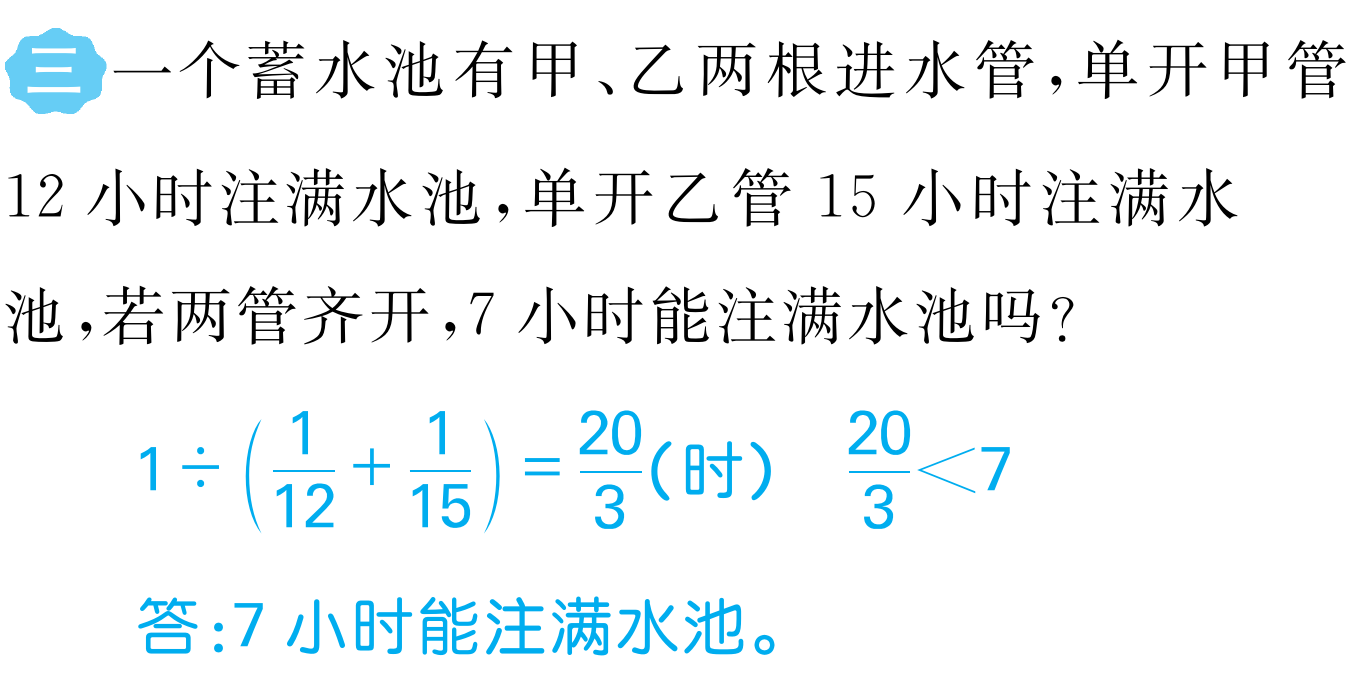 三 一个蓄水池有甲、乙两根进水管,单开甲管
12 小时注满水池,单开乙管 15 小时注满水
池,若两管齐开,7 小时能注满水池吗?
1÷(1/12+1/15)=20/3(时) 20/3<7
答:7 小时能注满水池。